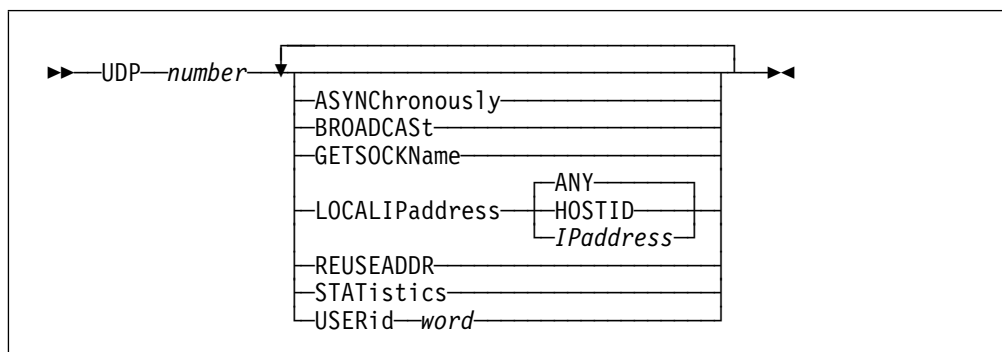 UDP number
ASYNChronously
BROADCASt
GETSOCKName
ANY
LOCALIPaddress HOSTID
IPaddress
REUSEADDR
STATistics
USERid word